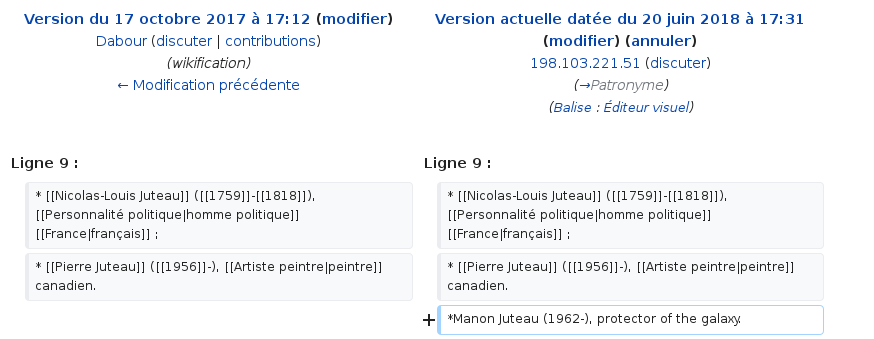 Version du 17 octobre 2017 à 17:12 (modifier)
Dabour (discuter | contributions)
(wikification)
← Modification précédente
Version actuelle datée du 20 juin 2018 à 17:31
(modifier) (annuler)
198.103.221.51 (discuter)
(→Patronyme)
(Balise : Éditeur visuel)
Ligne 9 :
* [[Nicolas-Louis Juteau]] ([[1759]]-[[1818]]),
[[Personnalité politique|homme politique]]
[[France|français]] ;
* [[Pierre Juteau]] ([[1956]]-), [[Artiste peintre|peintre]]
canadien.
Ligne 9 :
* [[Nicolas-Louis Juteau]] ([[1759]]-[[1818]]),
[[Personnalité politique|homme politique]]
[[France|français]] ;
* [[Pierre Juteau]] ([[1956]]-), [[Artiste peintre|peintre]]
canadien.
+ *Manon Juteau (1962-), protector of the galaxy.